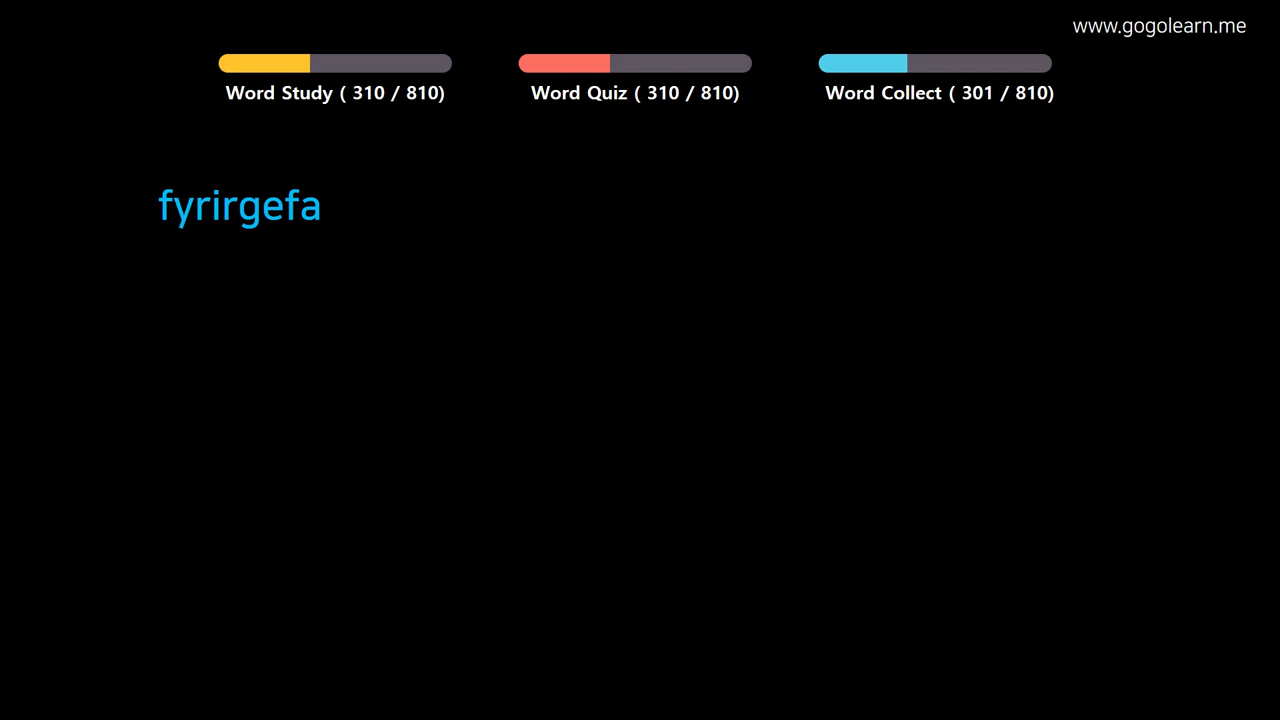 www.gogolearn.me
Word Study ( 310 / 810)
Word Quiz ( 310 / 810)
Word Collect ( 301 / 810)
fyrirgefa